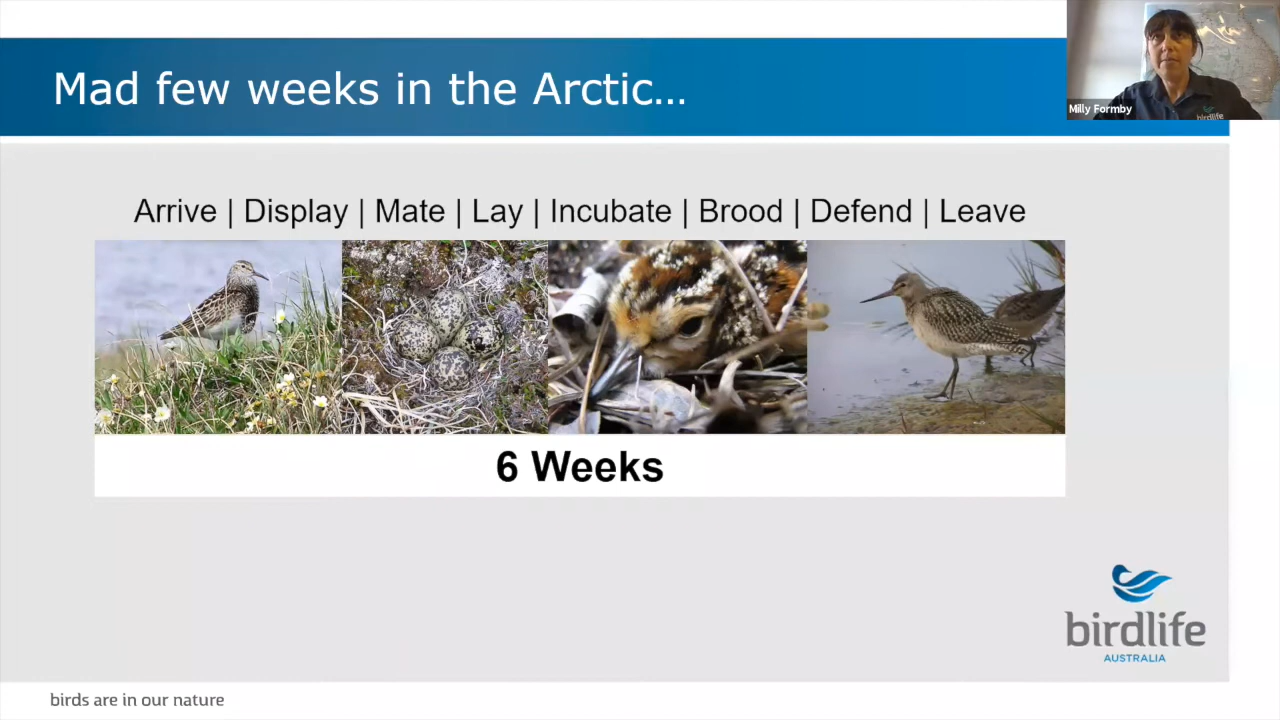 Mad few weeks in the Arctic...
Milly Formby
birdlife
Arrive | Display | Mate | Lay | Incubate | Brood | Defend | Leave
6 Weeks
birdlife
AUSTRALIA
birds are in our nature